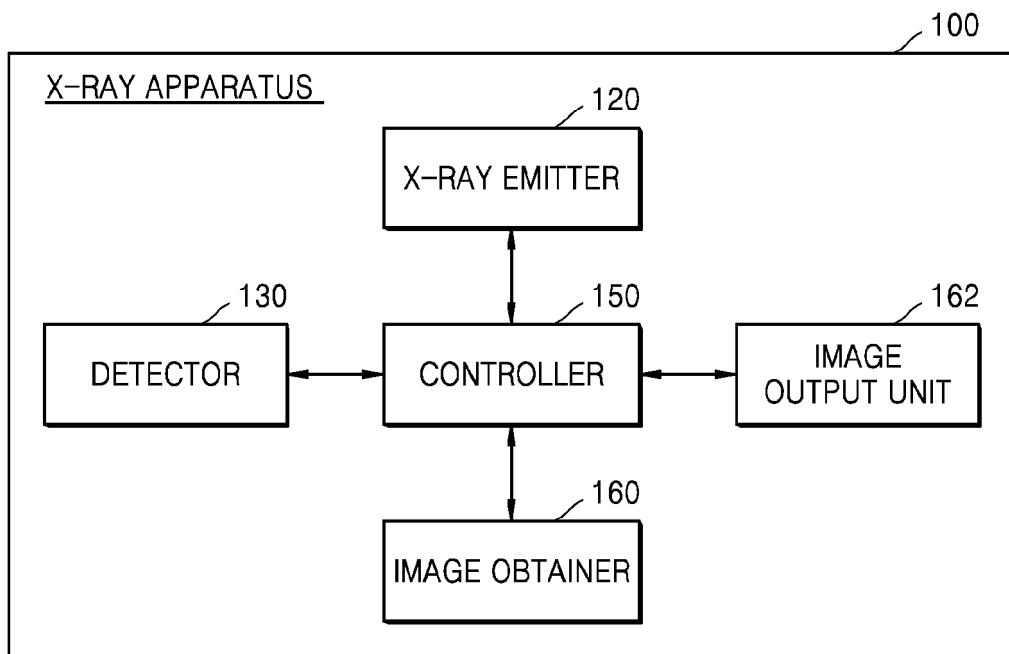 100
X-RAY APPARATUS
120
X-RAY EMITTER
130
150
162
DETECTOR
CONTROLLER
IMAGE
OUTPUT UNIT
160
IMAGE OBTAINER